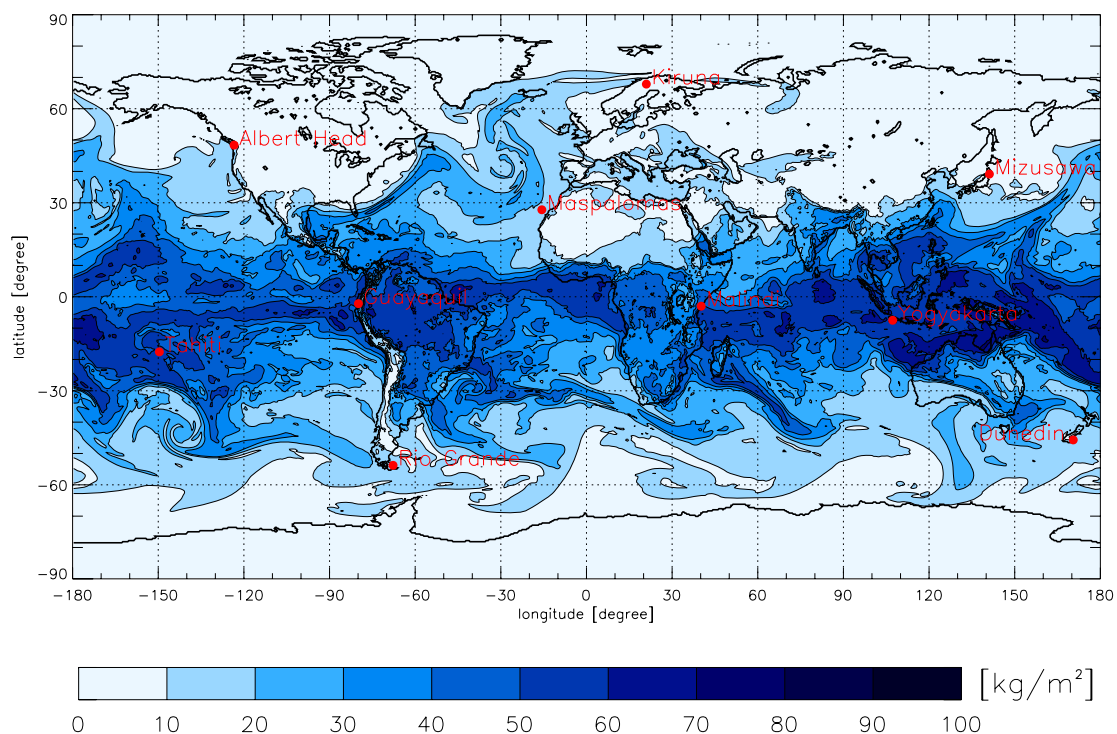 90
60
30
0
-30
-60
-90
latitude [degree]
Kiruna
Albert Head
Mizusawa
Maspalomas
Guayaquil
Malindi
Yogyakarta
Tahiti
Dunedin
Rio Grande
-180 -150 -120 -90 -60 -30 0 30 60 90 120 150 180
longitude [degree]
[kg/m²]
0 10 20 30 40 50 60 70 80 90 100